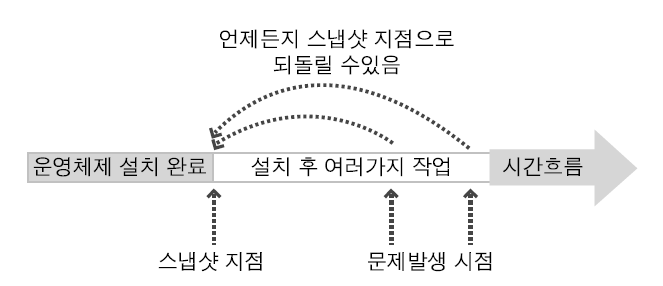 언제든지 스냅샷 지점으로
되돌릴 수있음
운영체제 설치 완료
설치 후 여러가지 작업
시간흐름
스냅샷 지점
문제발생 시점